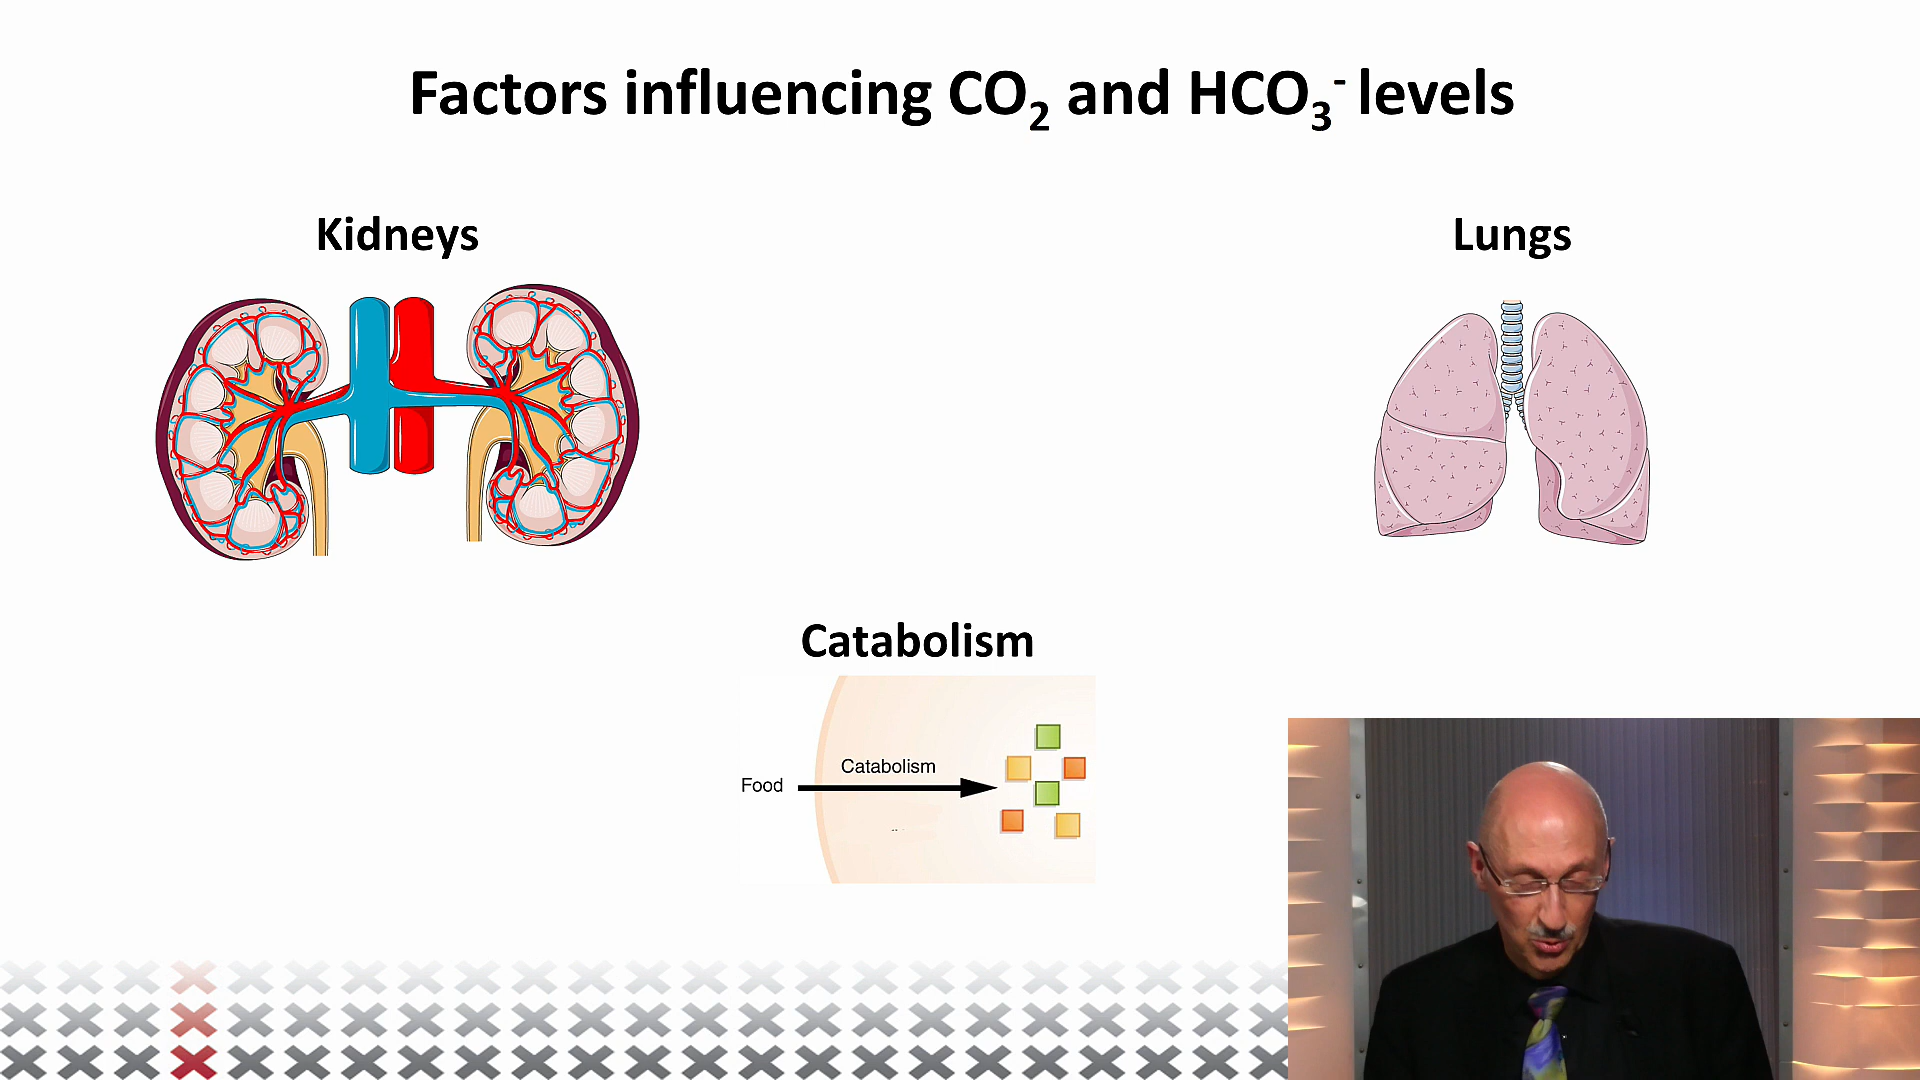 Factors influencing CO₂ and HCO₃⁻ levels
Kidneys
Lungs
Catabolism
Catabolism
Food